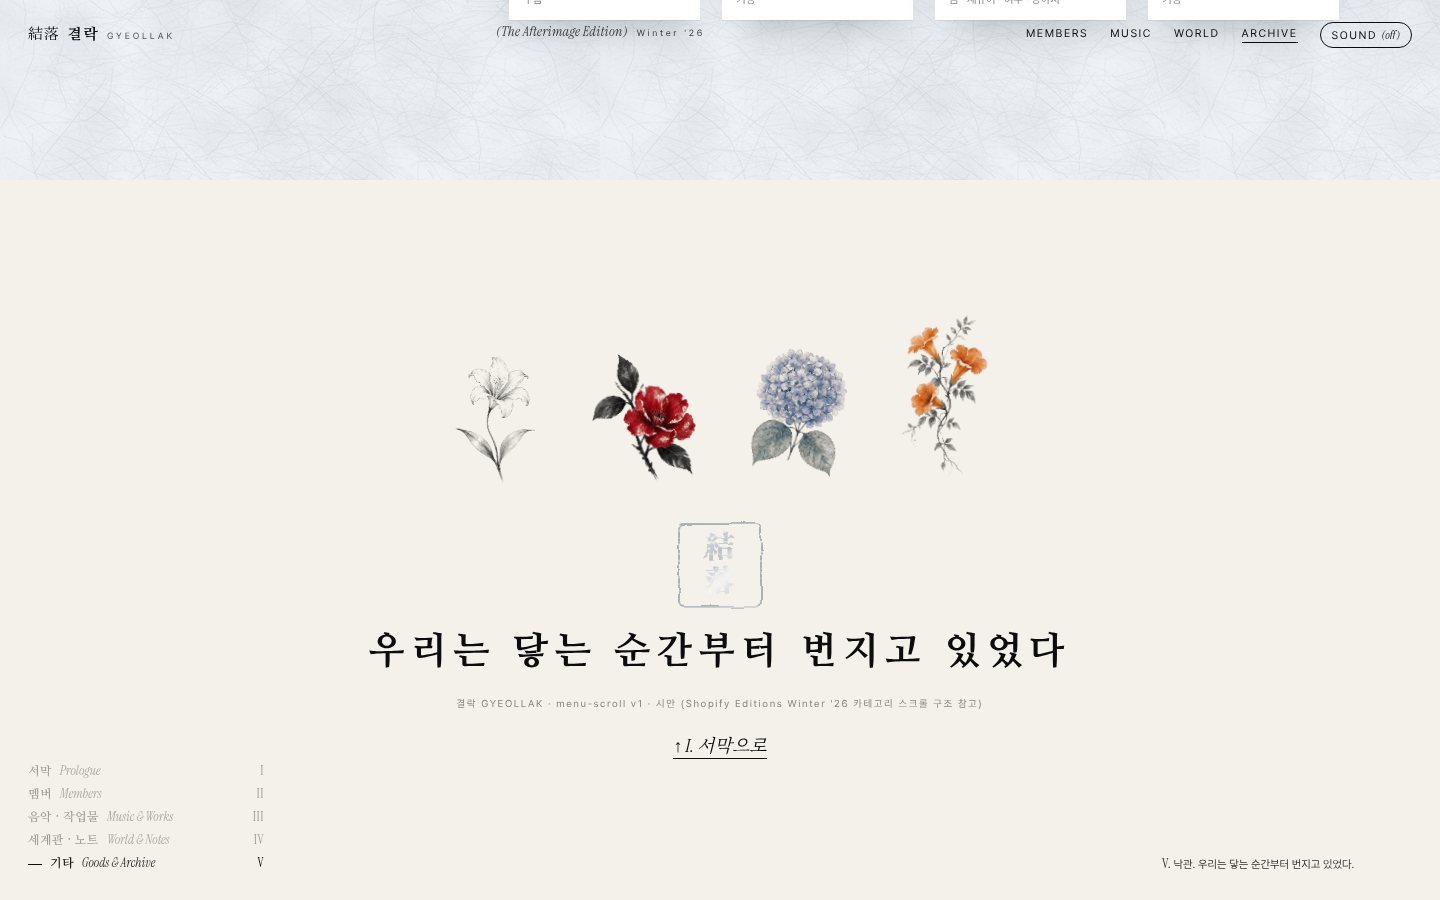 結落 결락 GYEOLLAK
(The Afterimage Edition) Winter '26
MEMBERS MUSIC WORLD ARCHIVE SOUND (off)
結落
우리는 닿는 순간부터 번지고 있었다
결락 GYEOLLAK · menu-scroll v1 · 시안 (Shopify Editions Winter '26 카테고리 스크롤 구조 참고)
↑ I. 서막으로
서막 Prologue I
멤버 Members II
음악 · 작업물 Music & Works III
세계관 · 노트 World & Notes IV
— 기타 Goods & Archive V
V. 낙관. 우리는 닿는 순간부터 번지고 있었다.